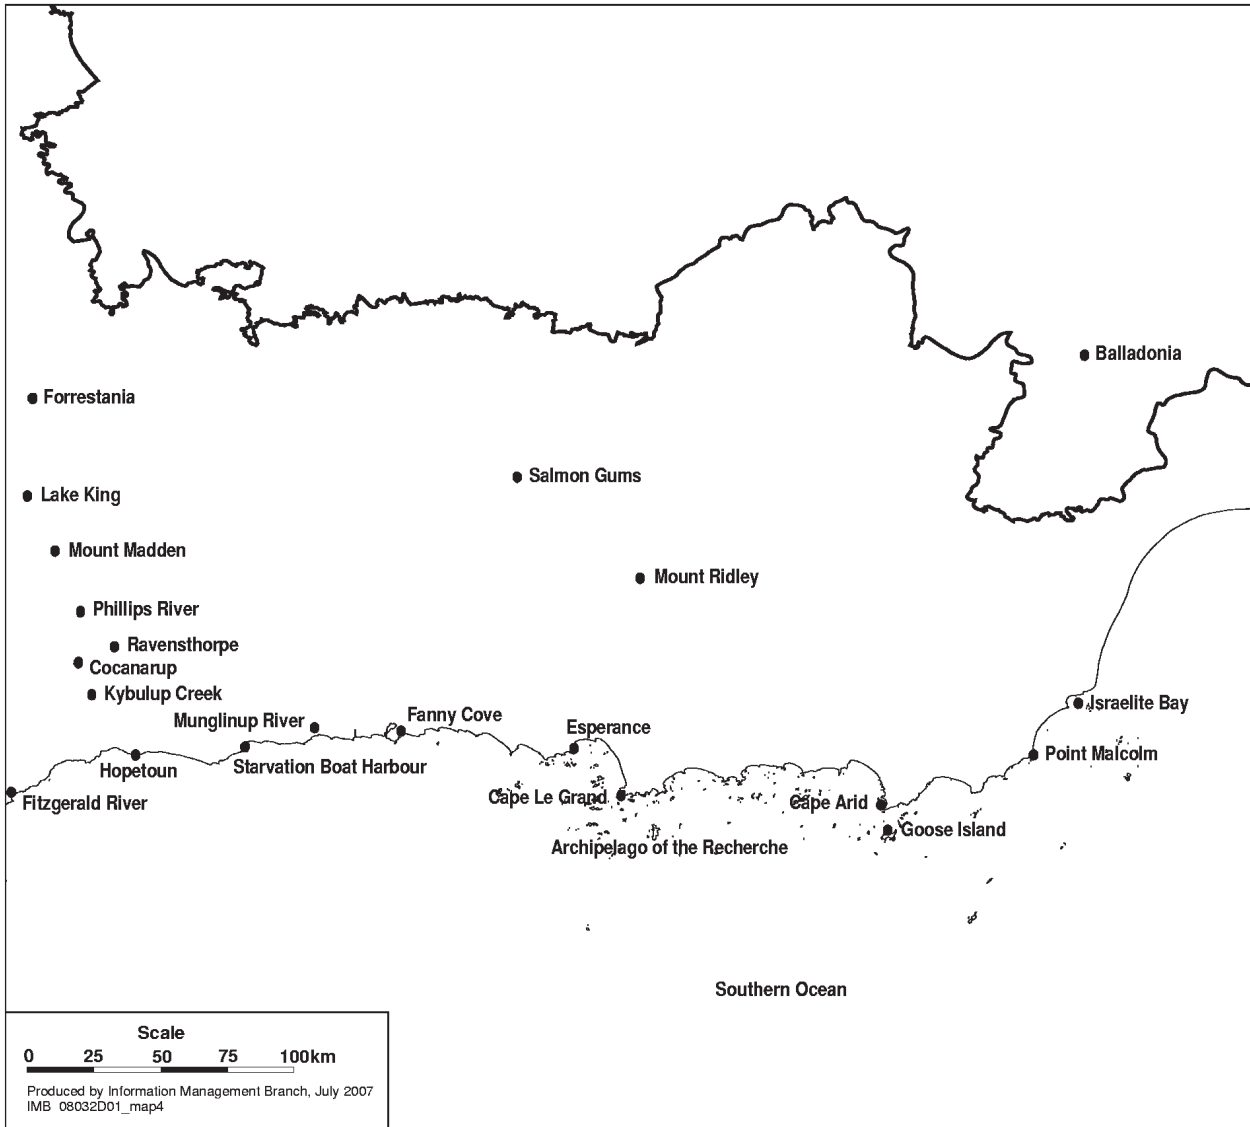 Balladonia
Forrestania
Salmon Gums
Lake King
Mount Madden
Mount Ridley
Phillips River
Ravensthorpe
Cocanarup
Kybulup Creek
Israelite Bay
Munglinup River
Fanny Cove
Esperance
Point Malcolm
Hopetoun
Starvation Boat Harbour
Fitzgerald River
Cape Le Grand
Cape Arid
Goose Island
Archipelago of the Recherche
Southern Ocean
Scale
0 25 50 75 100km
Produced by Information Management Branch, July 2007
IMB 08032D01_map4